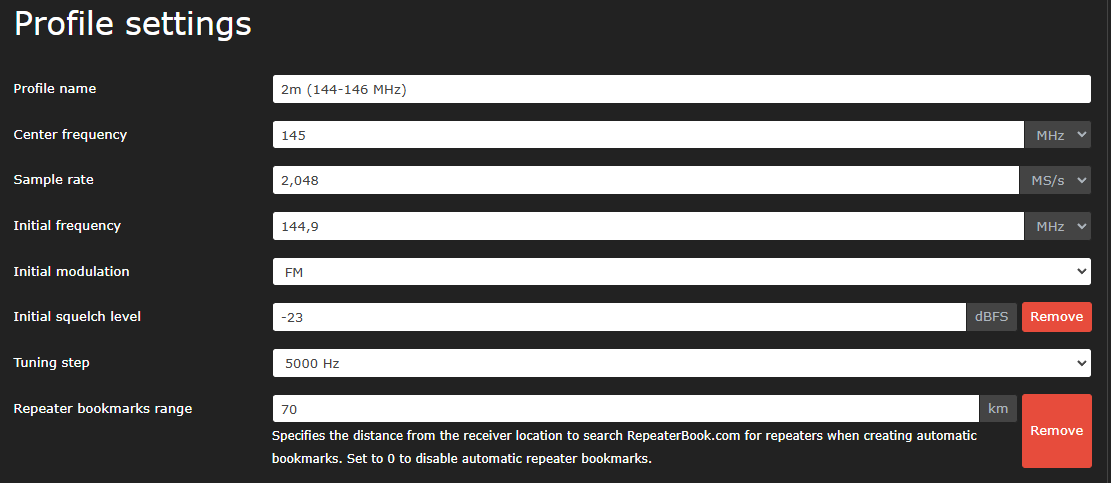 Profile settings
Profile name
2m (144-146 MHz)
Center frequency
145
MHz
Sample rate
2,048
MS/s
Initial frequency
144,9
MHz
Initial modulation
FM
Initial squelch level
-23
dBFS
Remove
Tuning step
5000 Hz
Repeater bookmarks range
70
km
Remove
Specifies the distance from the receiver location to search RepeaterBook.com for repeaters when creating automatic
bookmarks. Set to 0 to disable automatic repeater bookmarks.